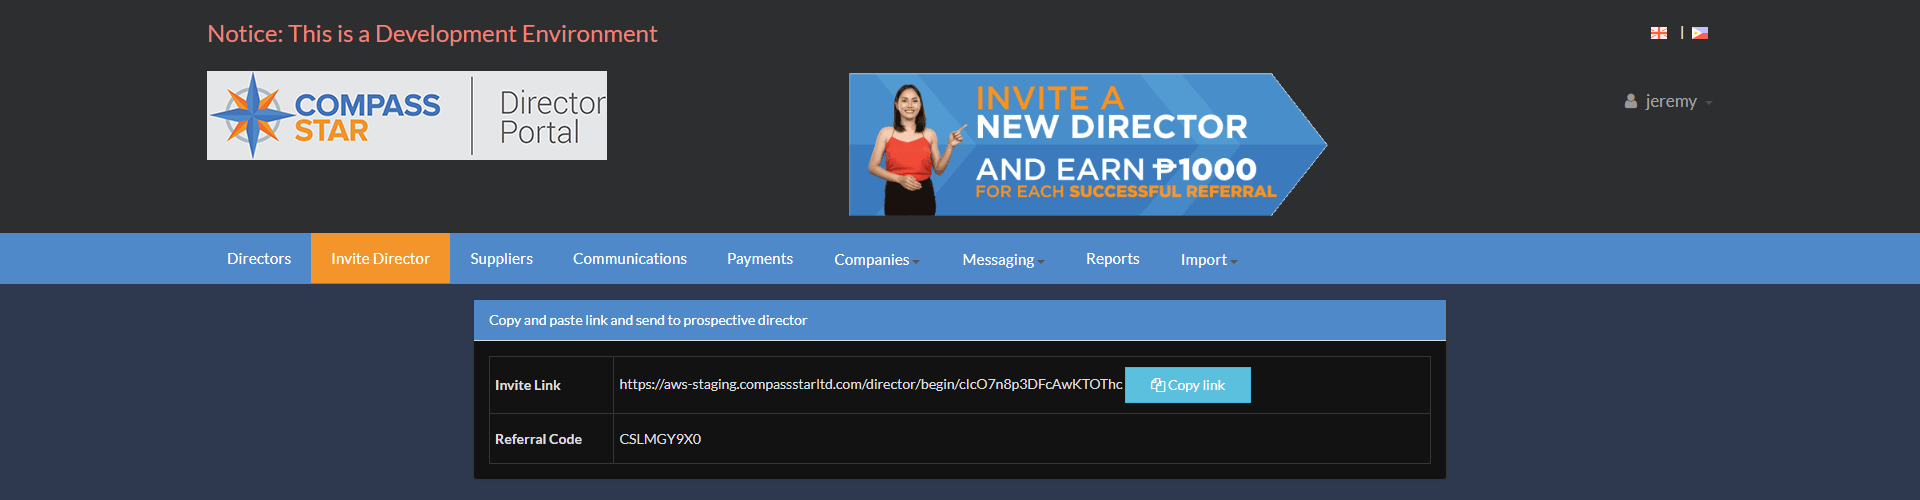 Notice: This is a Development Environment
|
COMPASS
STAR
Director
Portal
INVITE A
NEW DIRECTOR
AND EARN ₱1000
FOR EACH SUCCESSFUL REFERRAL
jeremy
Directors Invite Director Suppliers Communications Payments Companies Messaging Reports Import
Copy and paste link and send to prospective director
Invite Link https://aws-staging.compassstarltd.com/director/begin/cIcO7n8p3DFcAwKTOThc Copy link
Referral Code CSLMGY9X0